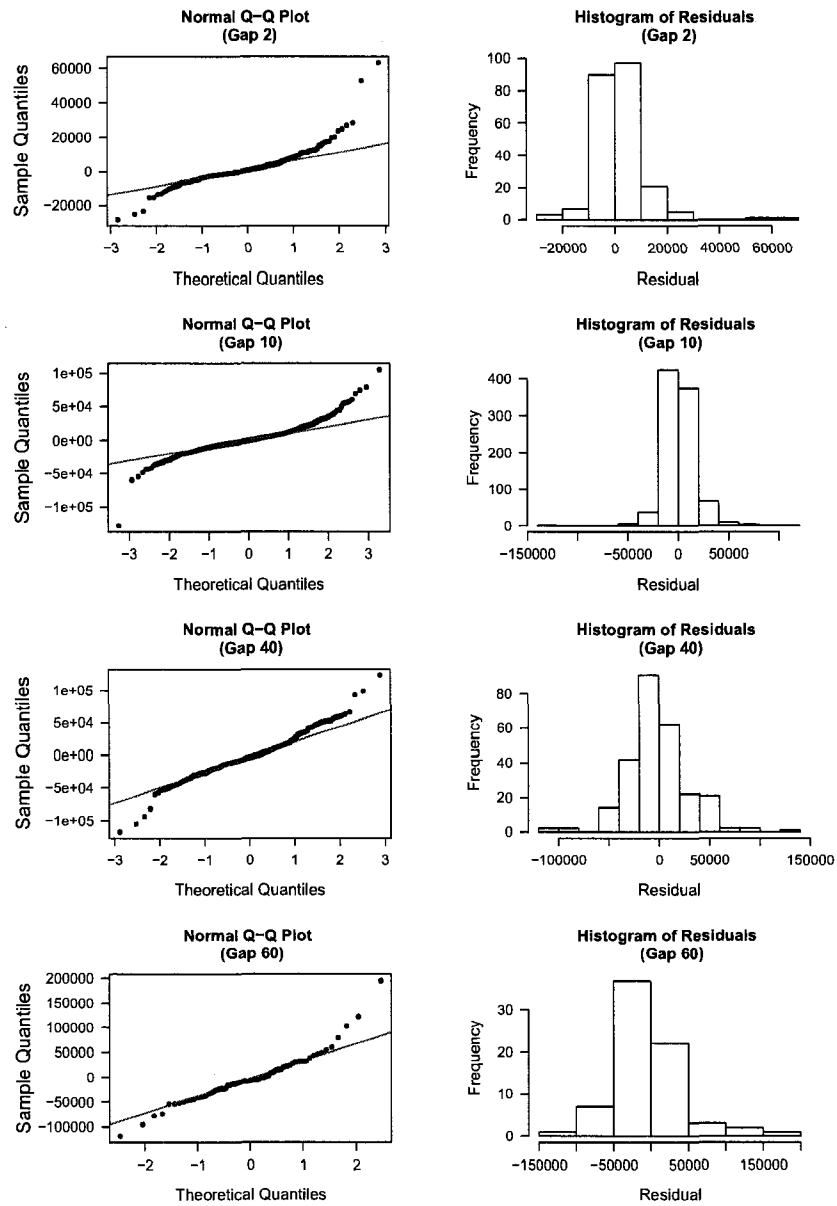 Normal Q−Q Plot
(Gap 2)
Sample Quantiles
60000
40000
20000
0
−20000
−3 −2 −1 0 1 2 3
Theoretical Quantiles
Histogram of Residuals
(Gap 2)
Frequency
100
80
60
40
20
0
−20000 0 20000 40000 60000
Residual
Normal Q−Q Plot
(Gap 10)
Sample Quantiles
1e+05
5e+04
0e+00
−5e+04
−1e+05
−3 −2 −1 0 1 2 3
Theoretical Quantiles
Histogram of Residuals
(Gap 10)
Frequency
400
300
200
100
0
−150000 −50000 0 50000
Residual
Normal Q−Q Plot
(Gap 40)
Sample Quantiles
1e+05
5e+04
0e+00
−5e+04
−1e+05
−3 −2 −1 0 1 2 3
Theoretical Quantiles
Histogram of Residuals
(Gap 40)
Frequency
80
60
40
20
0
−100000 0 50000 150000
Residual
Normal Q−Q Plot
(Gap 60)
Sample Quantiles
200000
150000
100000
50000
0
−50000
−100000
−2 −1 0 1 2
Theoretical Quantiles
Histogram of Residuals
(Gap 60)
Frequency
30
20
10
0
−150000 −50000 50000 150000
Residual